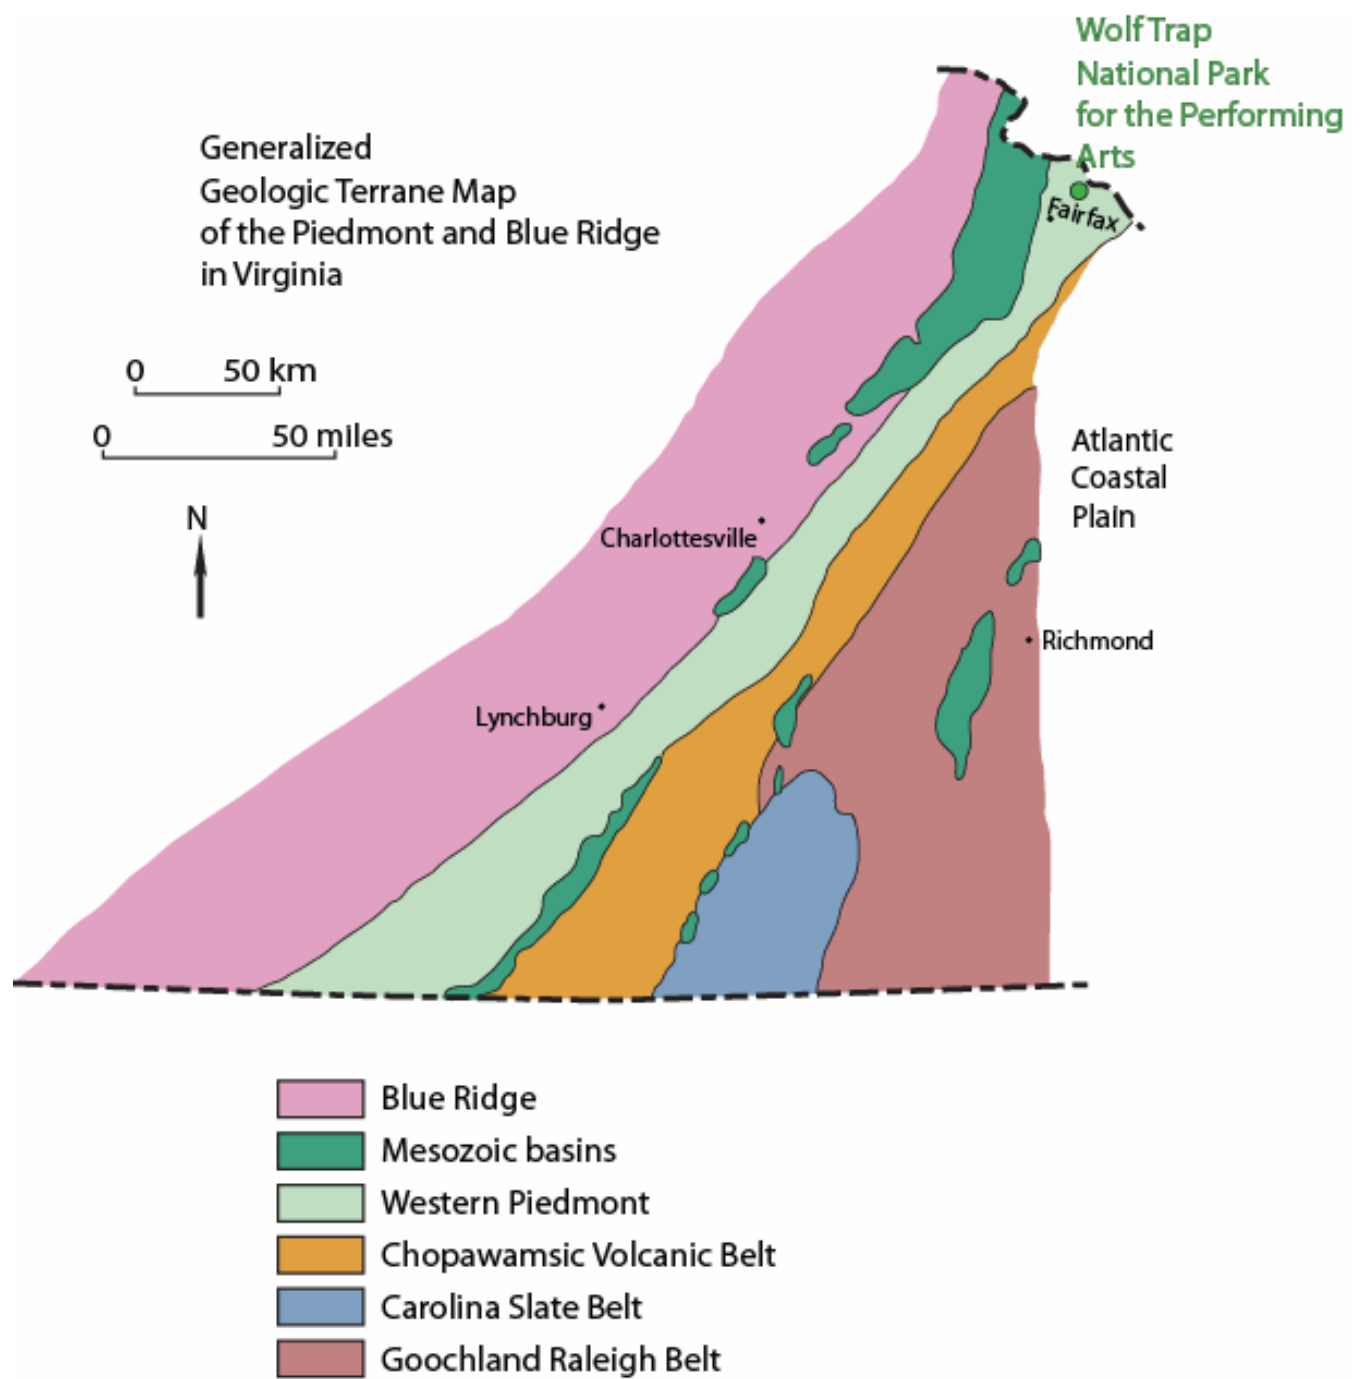 Wolf Trap
National Park
for the Performing
Arts
Generalized
Geologic Terrane Map
of the Piedmont and Blue Ridge
in Virginia
Fairfax
0 50 km
0 50 miles
Atlantic
Coastal
Plain
N
Charlottesville
Richmond
Lynchburg
Blue Ridge
Mesozoic basins
Western Piedmont
Chopawamsic Volcanic Belt
Carolina Slate Belt
Goochland Raleigh Belt